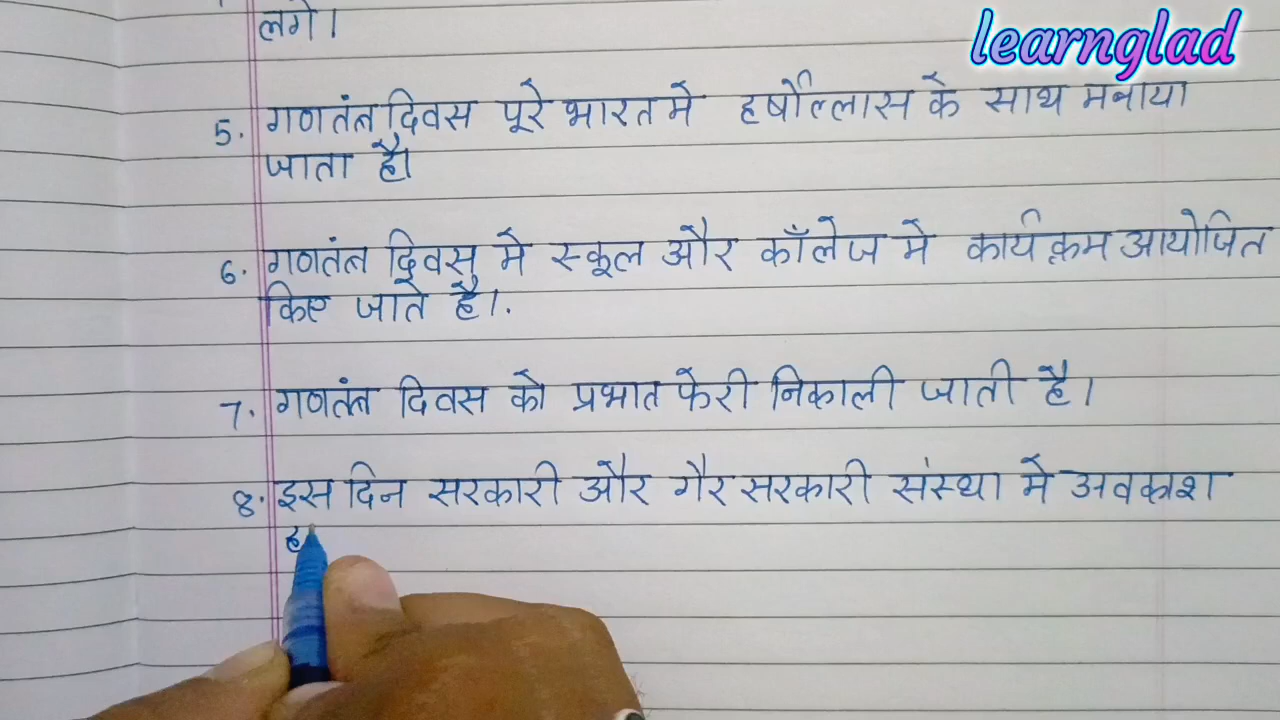 लगे।
learnglad
5. गणतंत्र दिवस पूरे भारत मे हर्षोल्लास के साथ मनाया
जाता है।
6. गणतंत्र दिवस मे स्कूल और कॉलेज मे कार्यक्रम आयोजित
किए जाते है।.
7. गणतंत्र दिवस को प्रभात फेरी निकाली जाती है।
8. इस दिन सरकारी और गैर सरकारी संस्था मे अवकाश
ह